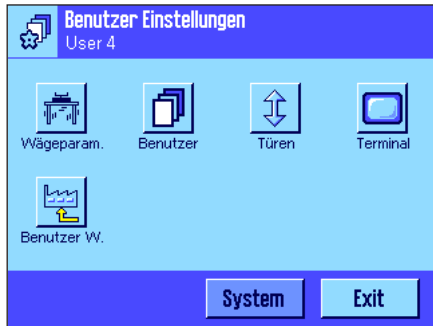 Benutzer Einstellungen
User 4
Wägeparam.
Benutzer
Türen
Terminal
Benutzer W.
System
Exit